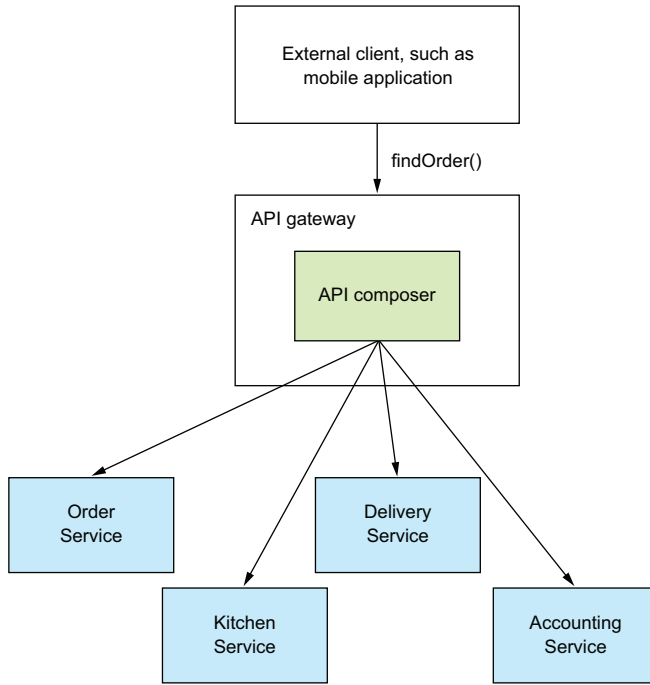 External client, such as
mobile application
findOrder()
API gateway
API composer
Order
Service
Delivery
Service
Kitchen
Service
Accounting
Service